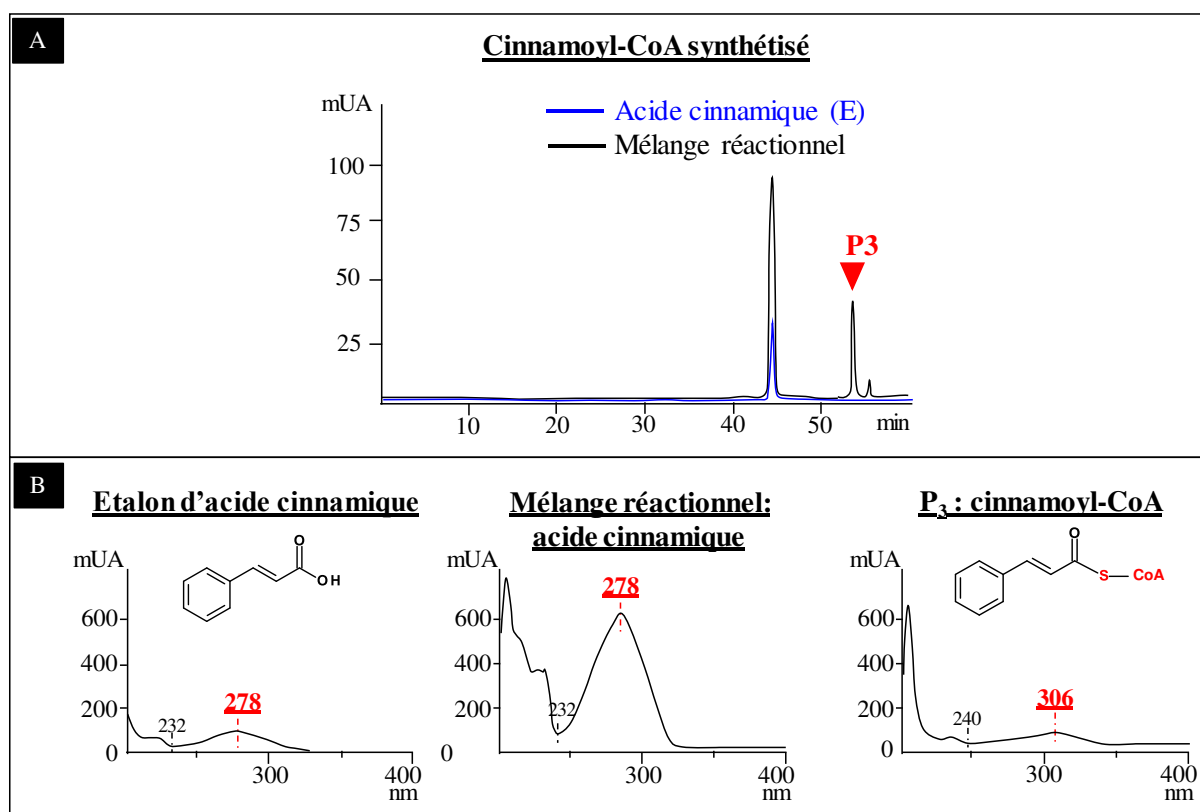 A
Cinnamoyl-CoA synthétisé
mUA
Acide cinnamique (E)
Mélange réactionnel
100
75
50
25
P3
10 20 30 40 50 min
B
Etalon d'acide cinnamique
mUA
O
OH
600
400
200
0
232
278
300 400
nm
Mélange réactionnel:
acide cinnamique
mUA
600
400
200
0
232
278
300 400
nm
P3 : cinnamoyl-CoA
mUA
O
S CoA
600
400
200
0
240
306
300 400
nm